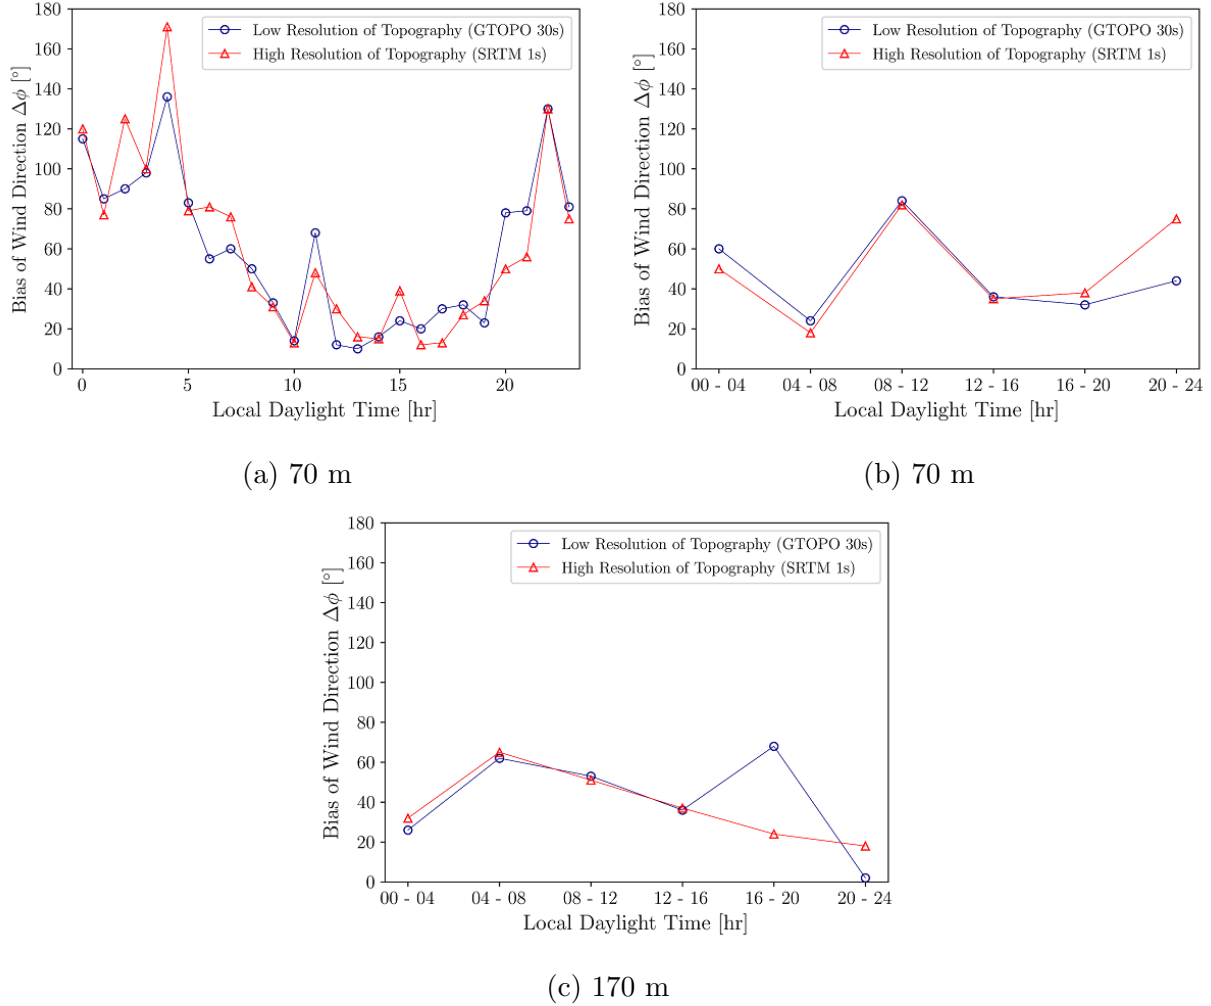 180
160
140
120
100
80
60
40
20
0
Bias of Wind Direction Δϕ [°]
Low Resolution of Topography (GTOPO 30s)
High Resolution of Topography (SRTM 1s)
0 5 10 15 20
Local Daylight Time [hr]
(a) 70 m
180
160
140
120
100
80
60
40
20
0
Bias of Wind Direction Δϕ [°]
Low Resolution of Topography (GTOPO 30s)
High Resolution of Topography (SRTM 1s)
00 - 04 04 - 08 08 - 12 12 - 16 16 - 20 20 - 24
Local Daylight Time [hr]
(b) 70 m
180
160
140
120
100
80
60
40
20
0
Bias of Wind Direction Δϕ [°]
Low Resolution of Topography (GTOPO 30s)
High Resolution of Topography (SRTM 1s)
00 - 04 04 - 08 08 - 12 12 - 16 16 - 20 20 - 24
Local Daylight Time [hr]
(c) 170 m